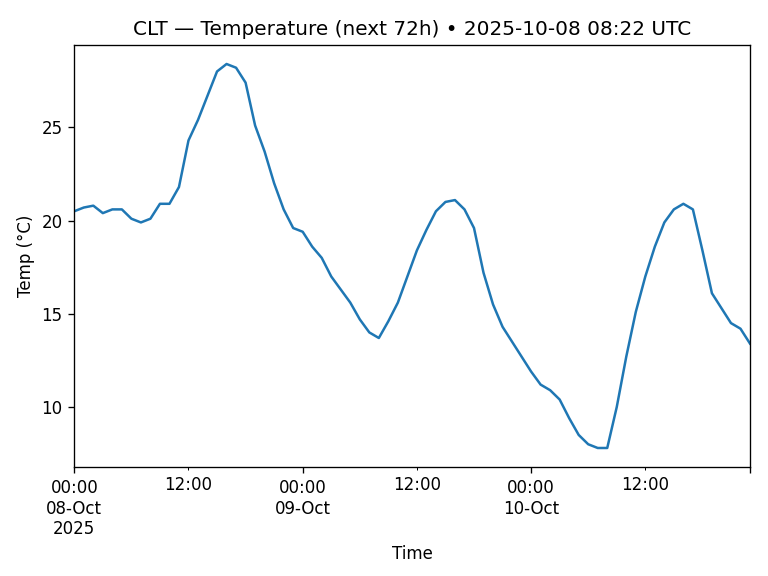 CLT — Temperature (next 72h) • 2025-10-08 08:22 UTC
Temp (°C)
25
20
15
10
00:00 12:00 00:00 12:00 00:00 12:00
08-Oct 09-Oct 10-Oct
2025
Time